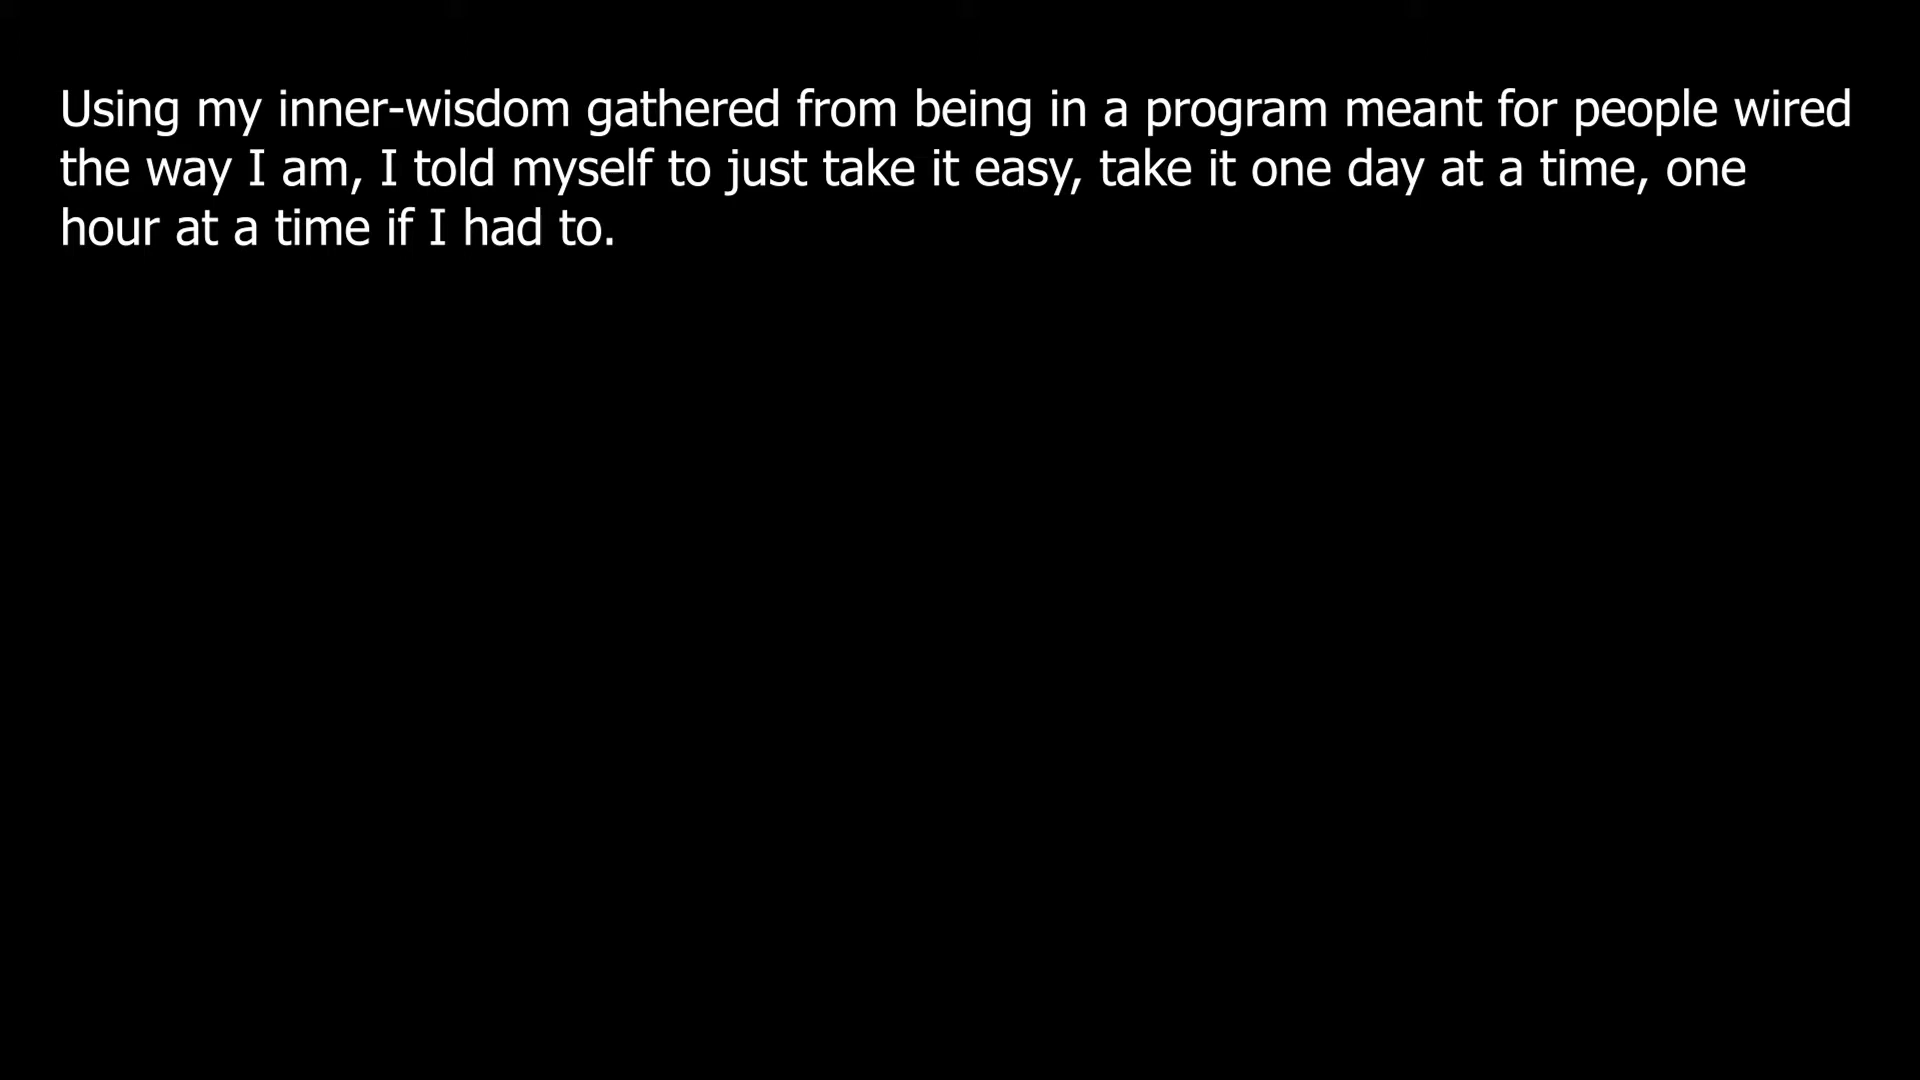 Using my inner-wisdom gathered from being in a program meant for people wired
the way I am, I told myself to just take it easy, take it one day at a time, one
hour at a time if I had to.